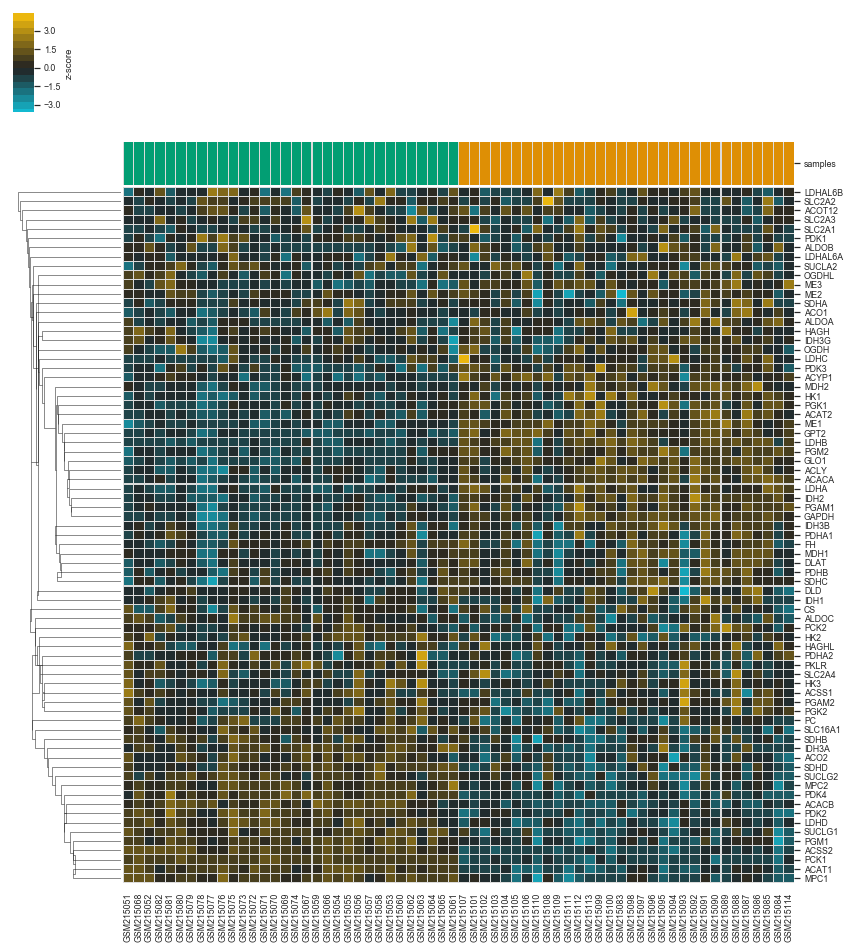 3.0
1.5
0.0
−1.5
−3.0
z-score
samples
LDHAL6B
SLC2A2
ACOT12
SLC2A3
SLC2A1
PDK1
ALDOB
LDHAL6A
SUCLA2
OGDHL
ME3
ME2
SDHA
ACO1
ALDOA
HAGH
IDH3G
OGDH
LDHC
PDK3
ACYP1
MDH2
HK1
PGK1
ACAT2
ME1
GPT2
LDHB
PGM2
GLO1
ACLY
ACACA
LDHA
IDH2
PGAM1
GAPDH
IDH3B
PDHA1
FH
MDH1
DLAT
PDHB
SDHC
DLD
IDH1
CS
ALDOC
PCK2
HK2
HAGHL
PDHA2
PKLR
SLC2A4
HK3
ACSS1
PGAM2
PGK2
PC
SLC16A1
SDHB
IDH3A
ACO2
SDHD
SUCLG2
MPC2
PDK4
ACACB
PDK2
LDHD
SUCLG1
PGM1
ACSS2
PCK1
ACAT1
MPC1
GSM215051
GSM215068
GSM215052
GSM215082
GSM215081
GSM215080
GSM215079
GSM215078
GSM215077
GSM215076
GSM215075
GSM215073
GSM215072
GSM215071
GSM215070
GSM215069
GSM215074
GSM215067
GSM215059
GSM215066
GSM215054
GSM215055
GSM215056
GSM215057
GSM215058
GSM215053
GSM215060
GSM215062
GSM215063
GSM215064
GSM215065
GSM215061
GSM215107
GSM215101
GSM215102
GSM215103
GSM215104
GSM215105
GSM215106
GSM215110
GSM215108
GSM215109
GSM215111
GSM215112
GSM215113
GSM215099
GSM215100
GSM215083
GSM215098
GSM215097
GSM215096
GSM215095
GSM215094
GSM215093
GSM215092
GSM215091
GSM215090
GSM215089
GSM215088
GSM215087
GSM215086
GSM215085
GSM215084
GSM215114